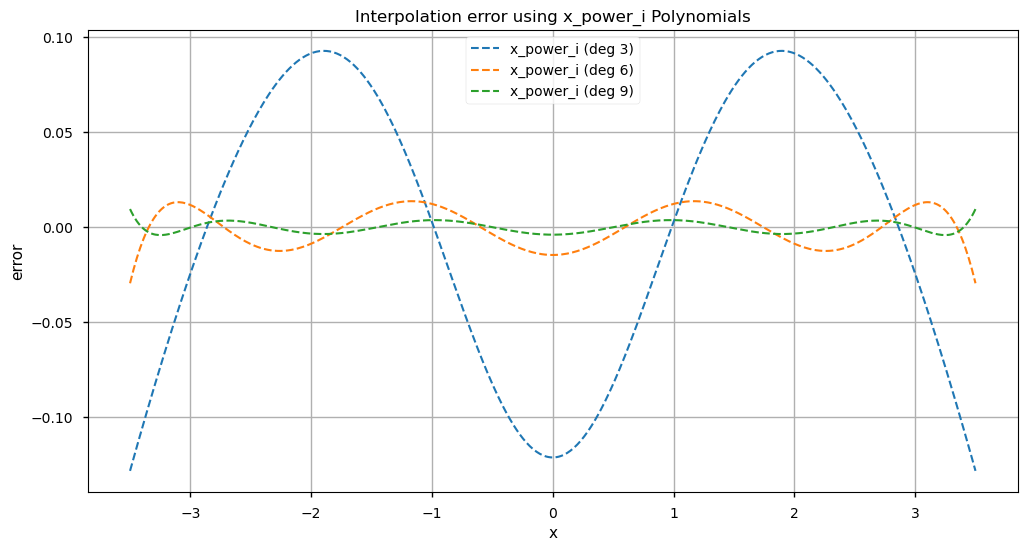 Interpolation error using x_power_i Polynomials
x_power_i (deg 3)
x_power_i (deg 6)
x_power_i (deg 9)
0.10
0.05
0.00
−0.05
−0.10
error
−3
−2
−1
0
1
2
3
x